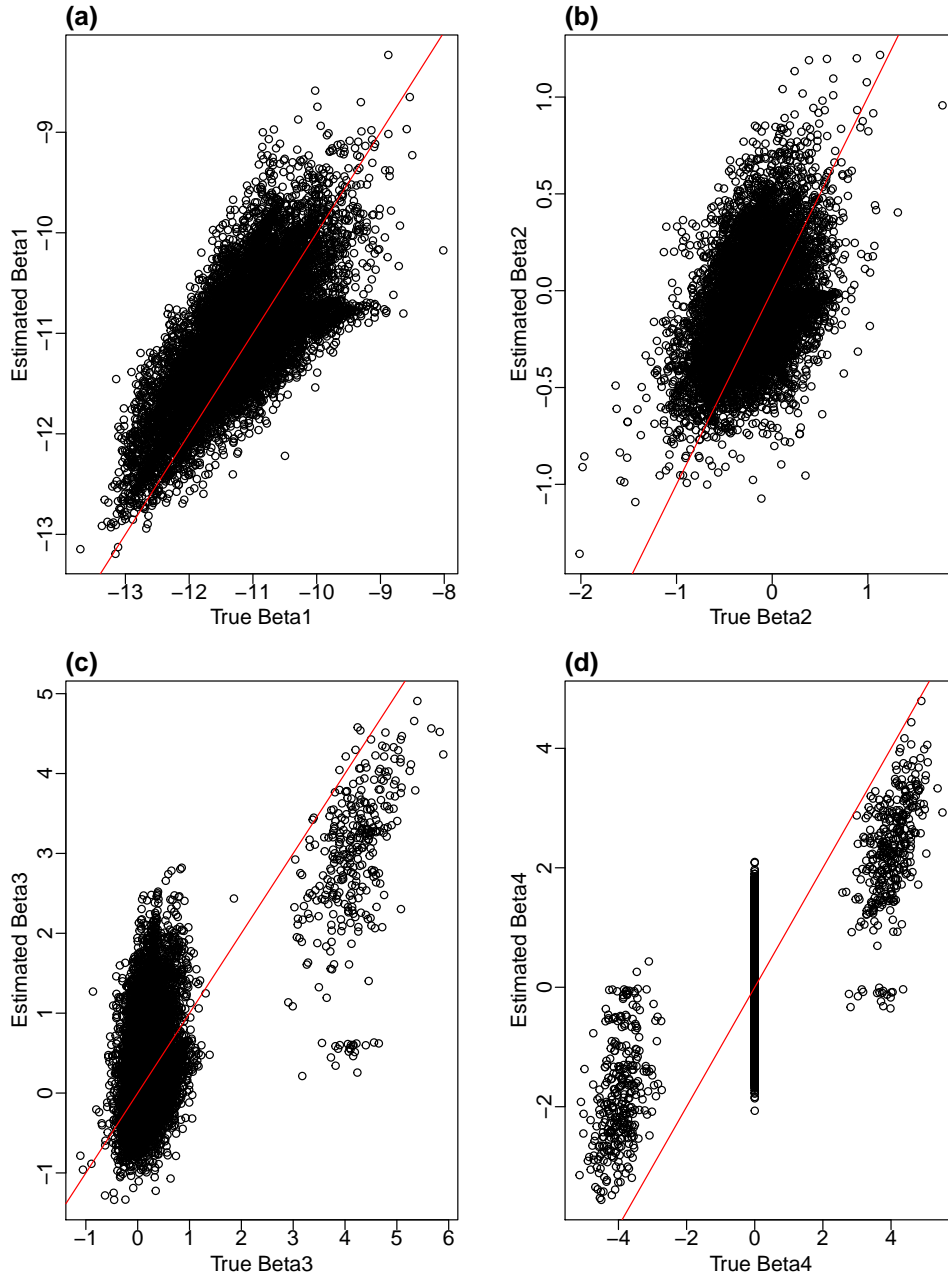 (a)
Estimated Beta1
−9
−10
−11
−12
−13
−13 −12 −11 −10 −9 −8
True Beta1
(b)
Estimated Beta2
1.0
0.5
0.0
−0.5
−1.0
−2 −1 0 1
True Beta2
(c)
Estimated Beta3
5
4
3
2
1
0
−1
−1 0 1 2 3 4 5 6
True Beta3
(d)
Estimated Beta4
4
2
0
−2
−4 −2 0 2 4
True Beta4